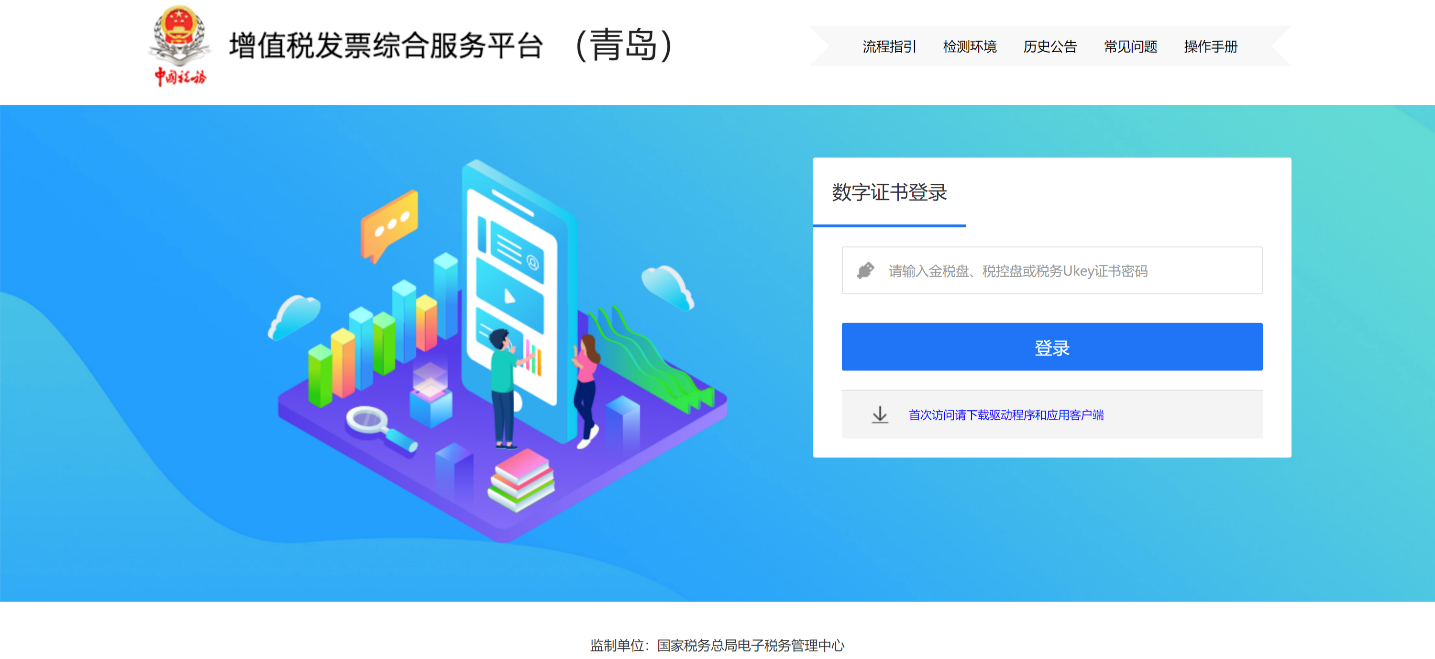 增值税发票综合服务平台 （青岛）
中国税务
流程指引 检测环境 历史公告 常见问题 操作手册
数字证书登录
请输入金税盘、税控盘或税务Ukey证书密码
登录
首次访问请下载驱动程序和应用客户端
监制单位：国家税务总局电子税务管理中心